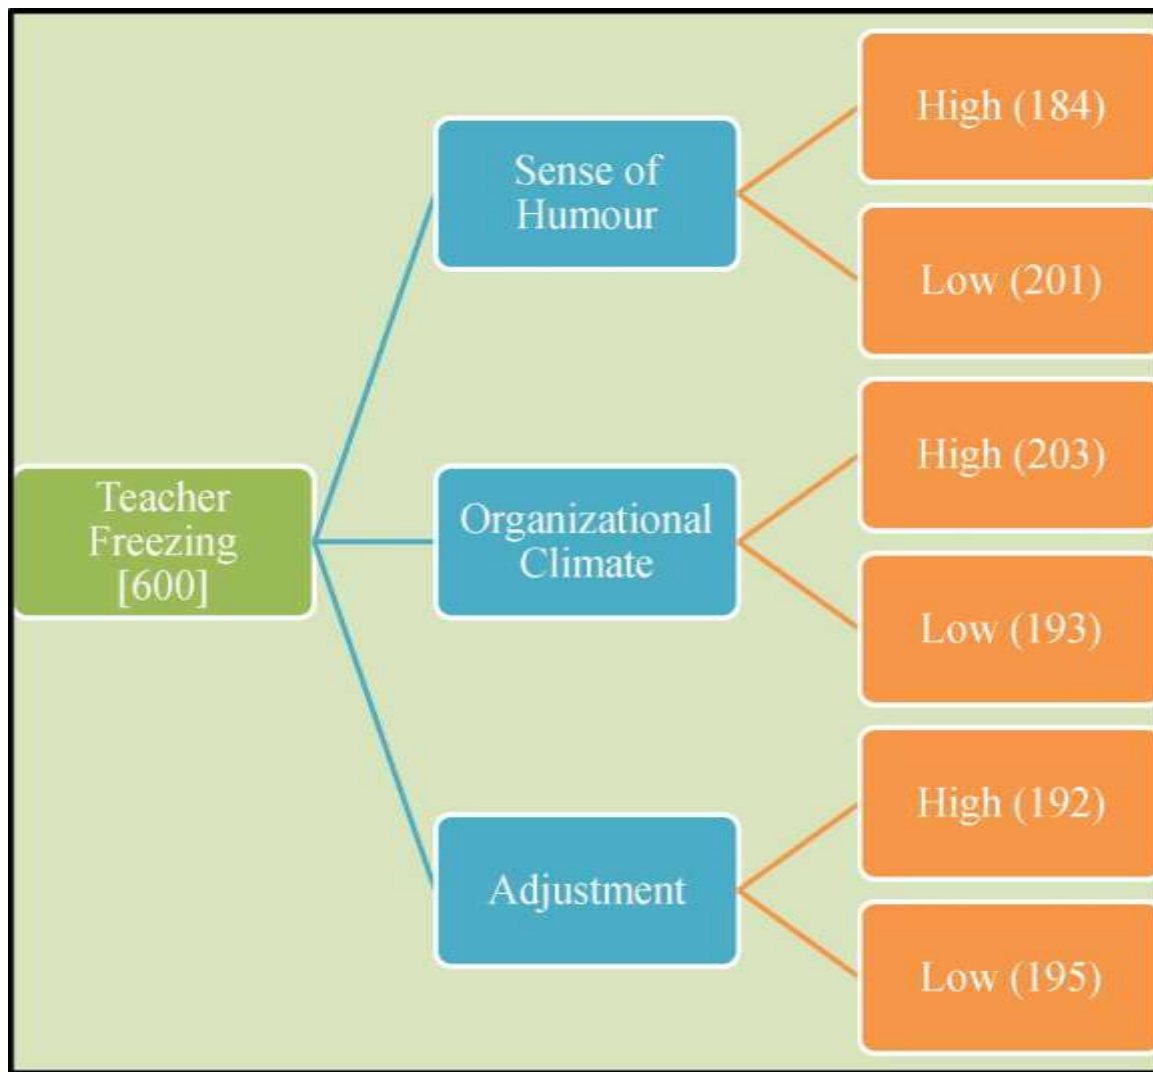 Teacher
Freezing
[600]
Sense of
Humour
High (184)
Low (201)
Organizational
Climate
High (203)
Low (193)
Adjustment
High (192)
Low (195)